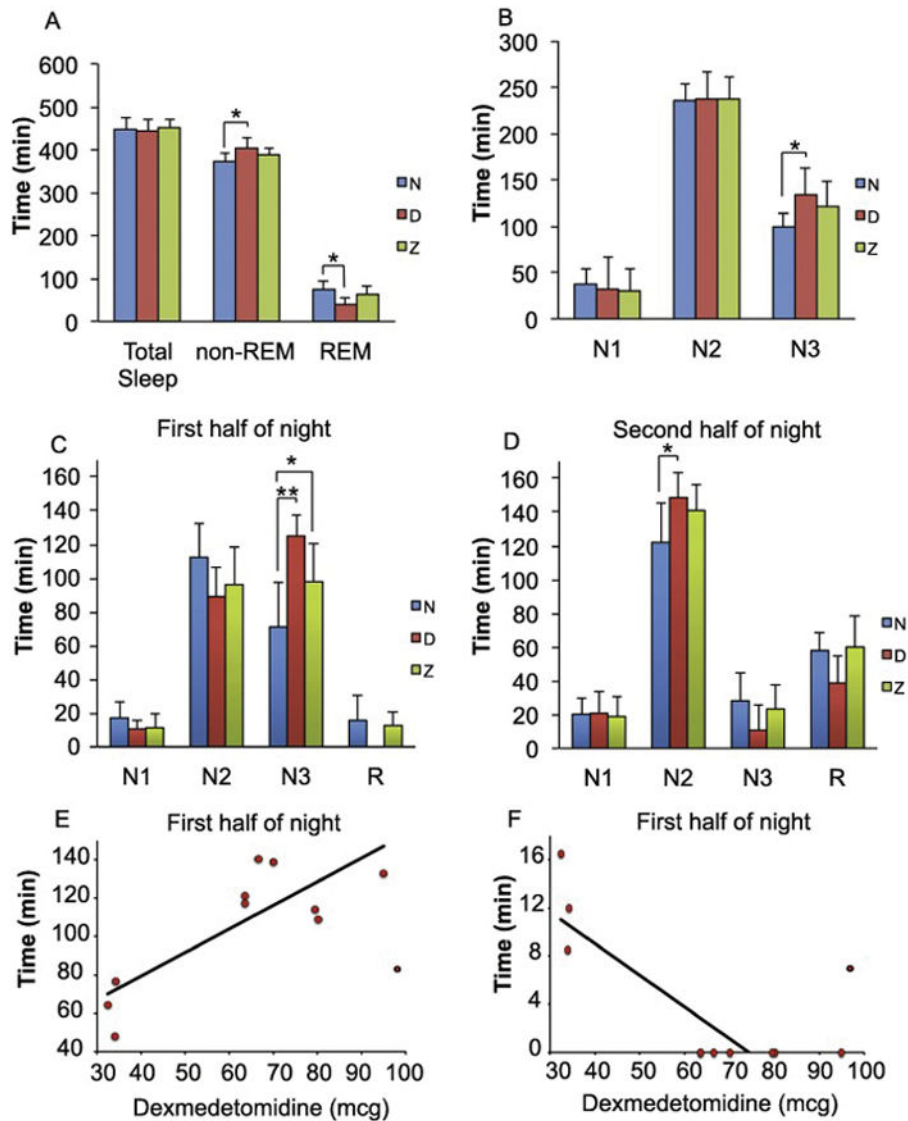 A
Time (min)
600
500
400
300
200
100
0
*
*
Total
Sleep
non-REM
REM
N
D
Z
B
Time (min)
300
250
200
150
100
50
0
*
N1
N2
N3
N
D
Z
C
First half of night
Time (min)
160
140
120
100
80
60
40
20
0
*
**
N1
N2
N3
R
N
D
Z
D
Second half of night
Time (min)
160
140
120
100
80
60
40
20
0
*
N1
N2
N3
R
N
D
Z
E
First half of night
Time (min)
140
120
100
80
60
40
30 40 50 60 70 80 90 100
Dexmedetomidine (mcg)
F
First half of night
Time (min)
16
12
8
4
0
30 40 50 60 70 80 90 100
Dexmedetomidine (mcg)